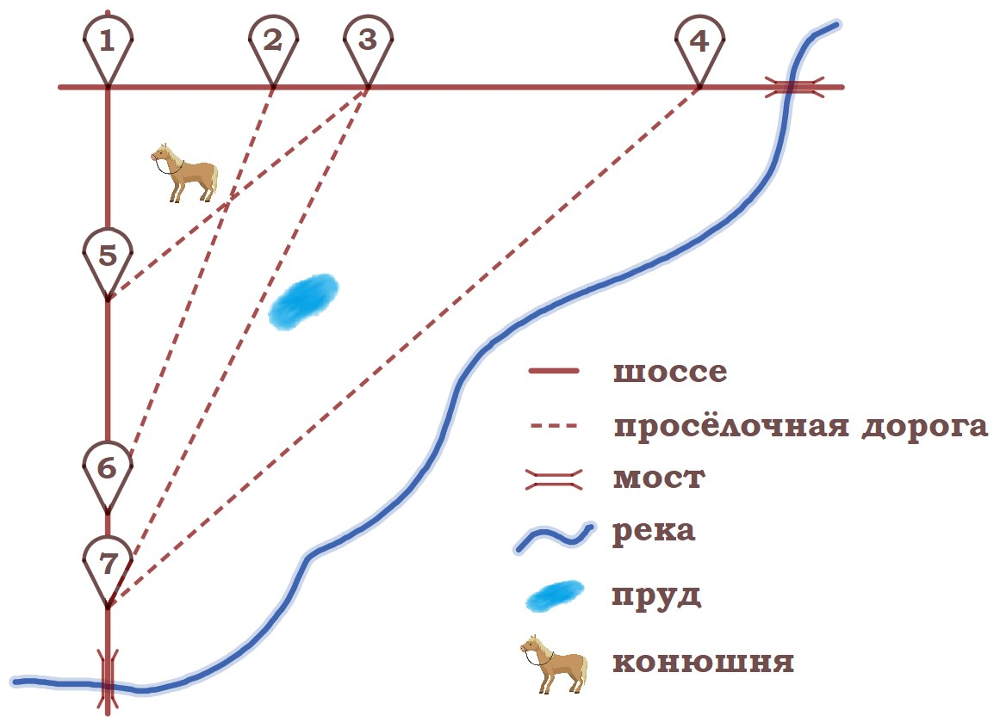 1 2 3 4
5
6
7
шоссе
просёлочная дорога
мост
река
пруд
конюшня